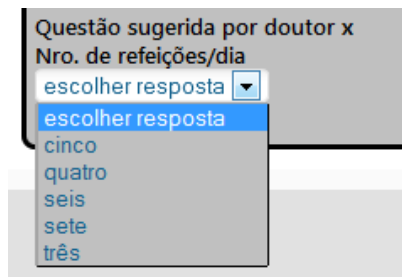 Questão sugerida por doutor x
Nro. de refeições/dia
escolher resposta
escolher resposta
cinco
quatro
seis
sete
três